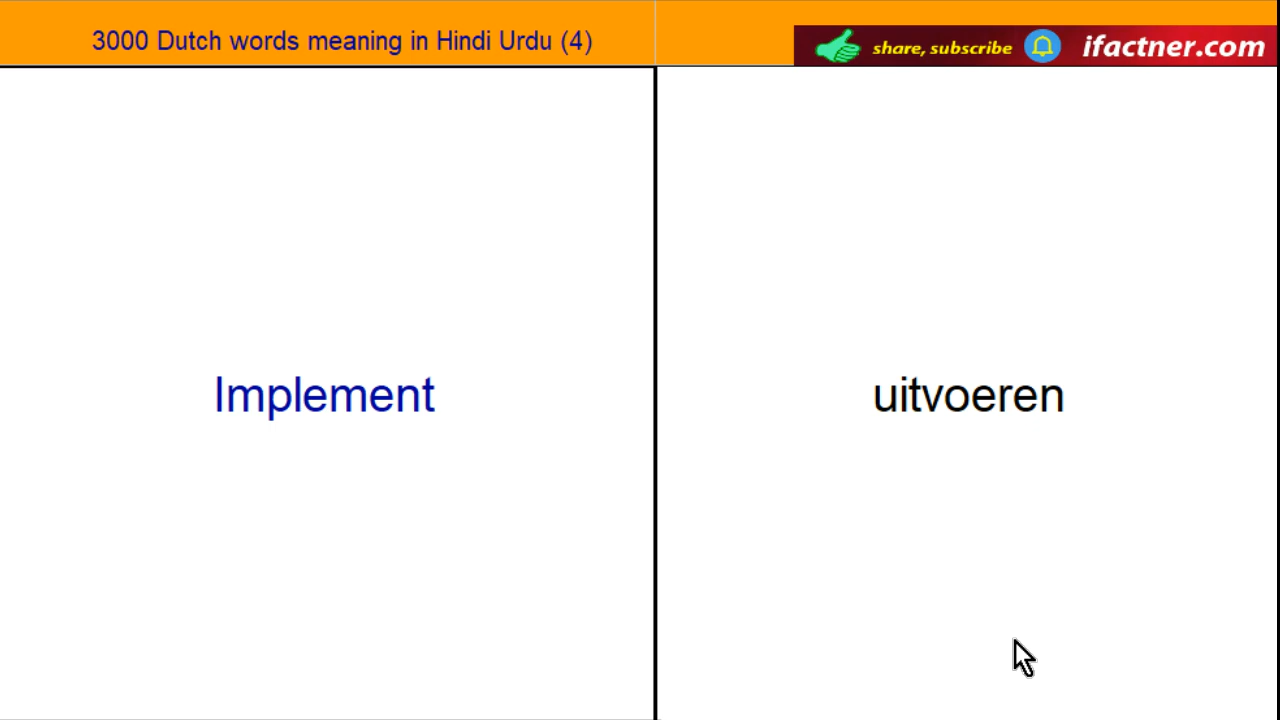 3000 Dutch words meaning in Hindi Urdu (4)
share, subscribe
ifactner.com
Implement
uitvoeren